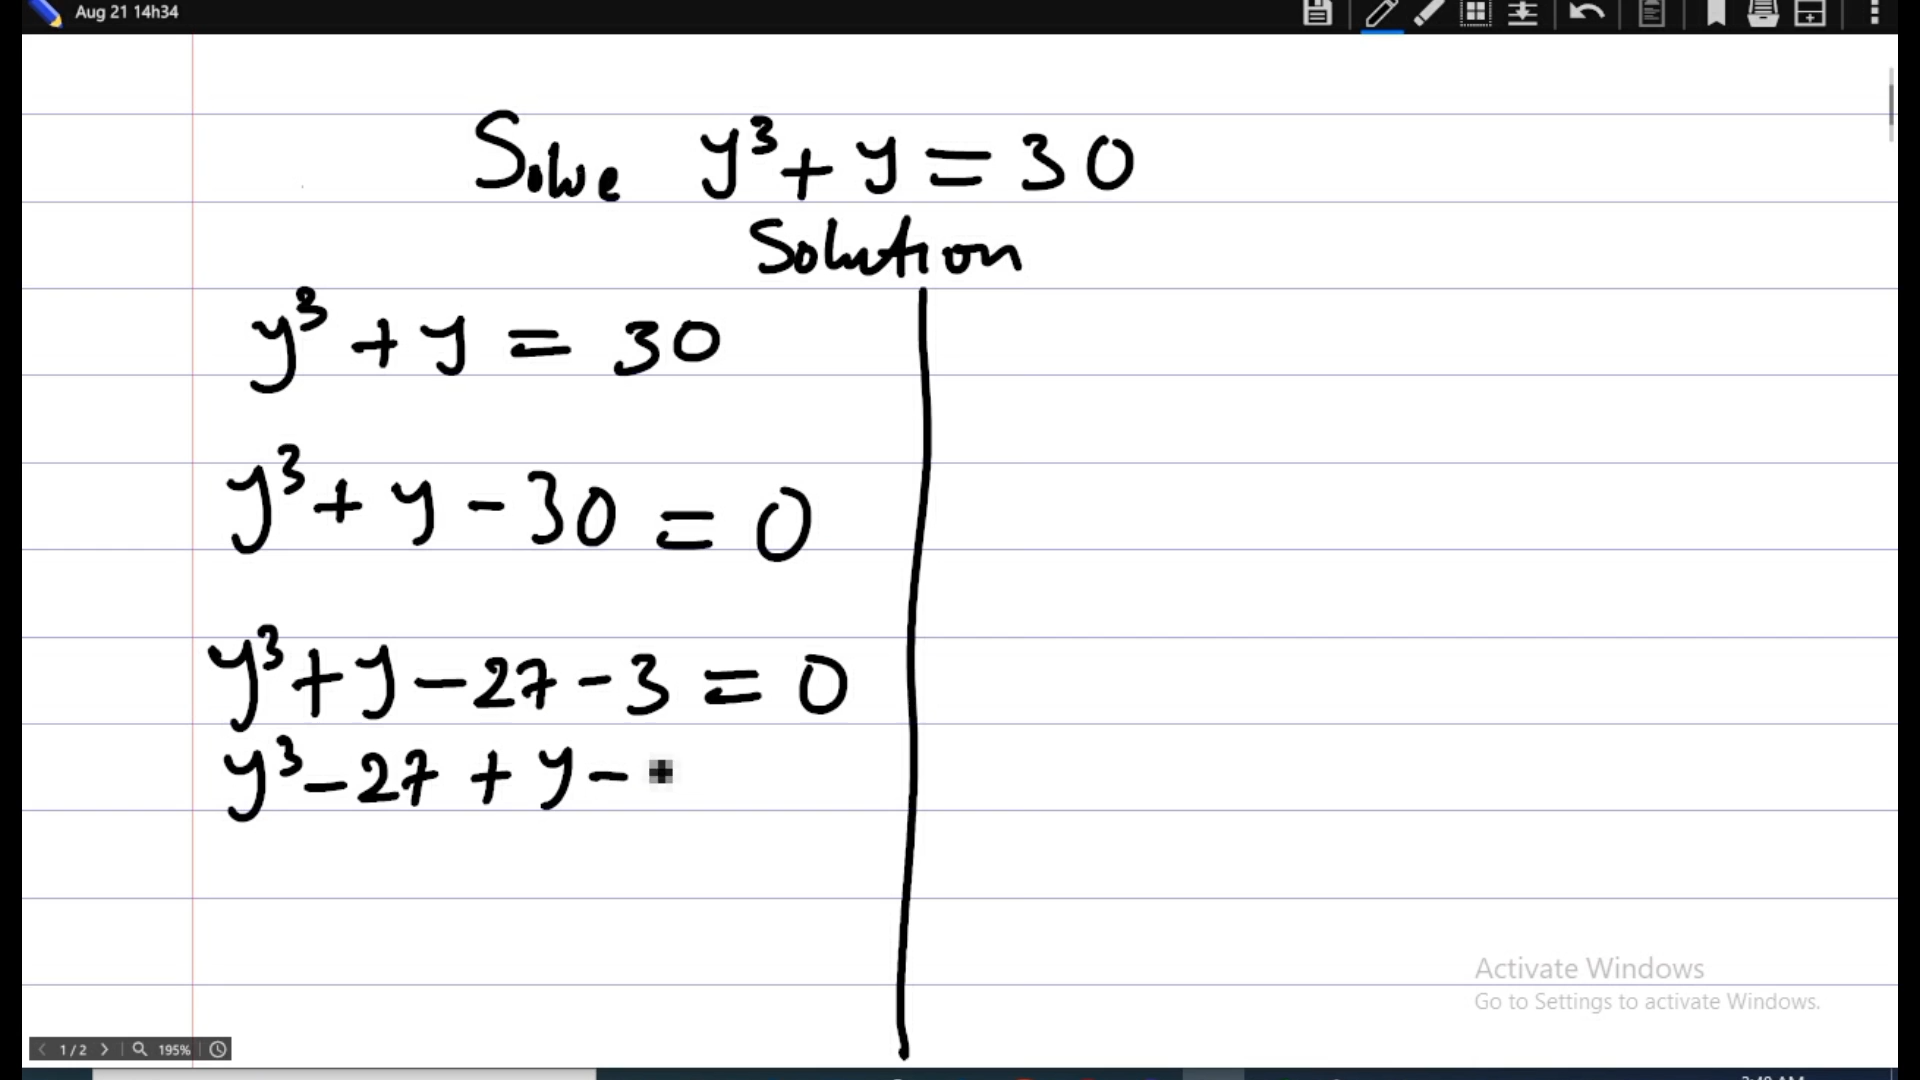 Aug 21 14h34
Solve y³ + y = 30
Solution
y³ + y = 30
y³ + y - 30 = 0
y³ + y - 27 - 3 = 0
y³ - 27 + y -
Activate Windows
Go to Settings to activate Windows.
1/2 195%